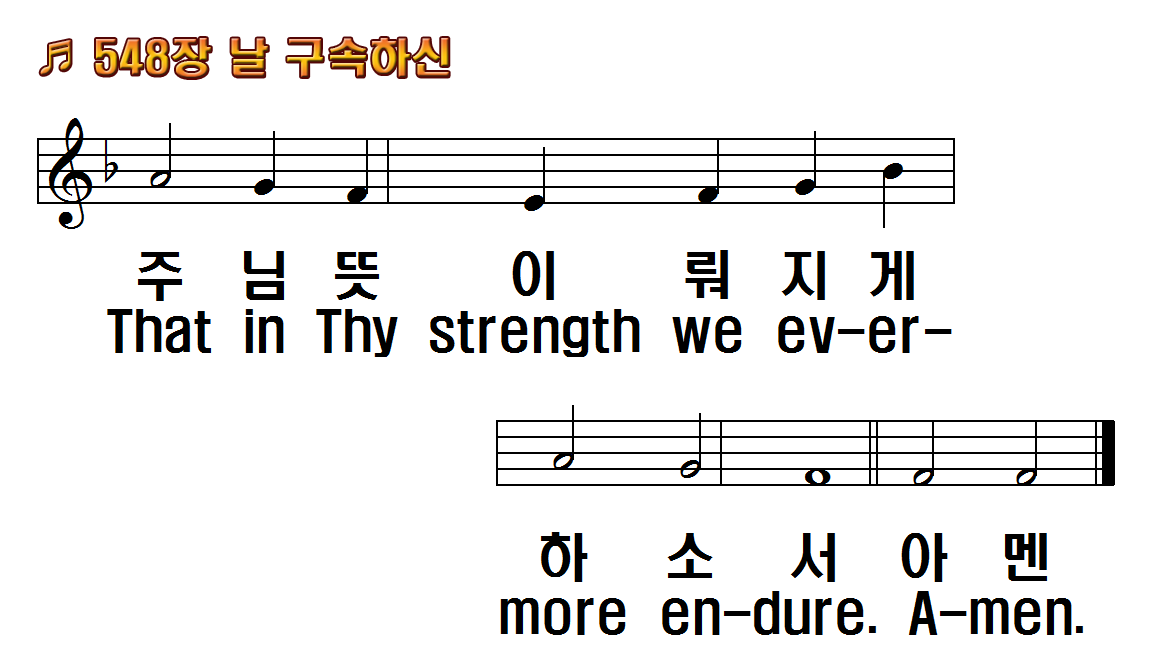 ♬ 548장 날 구속하신
주 님 뜻 이 뤄 지 게
That in Thy strength we ev-er-
하 소 서 아 멘
more en-dure. A-men.